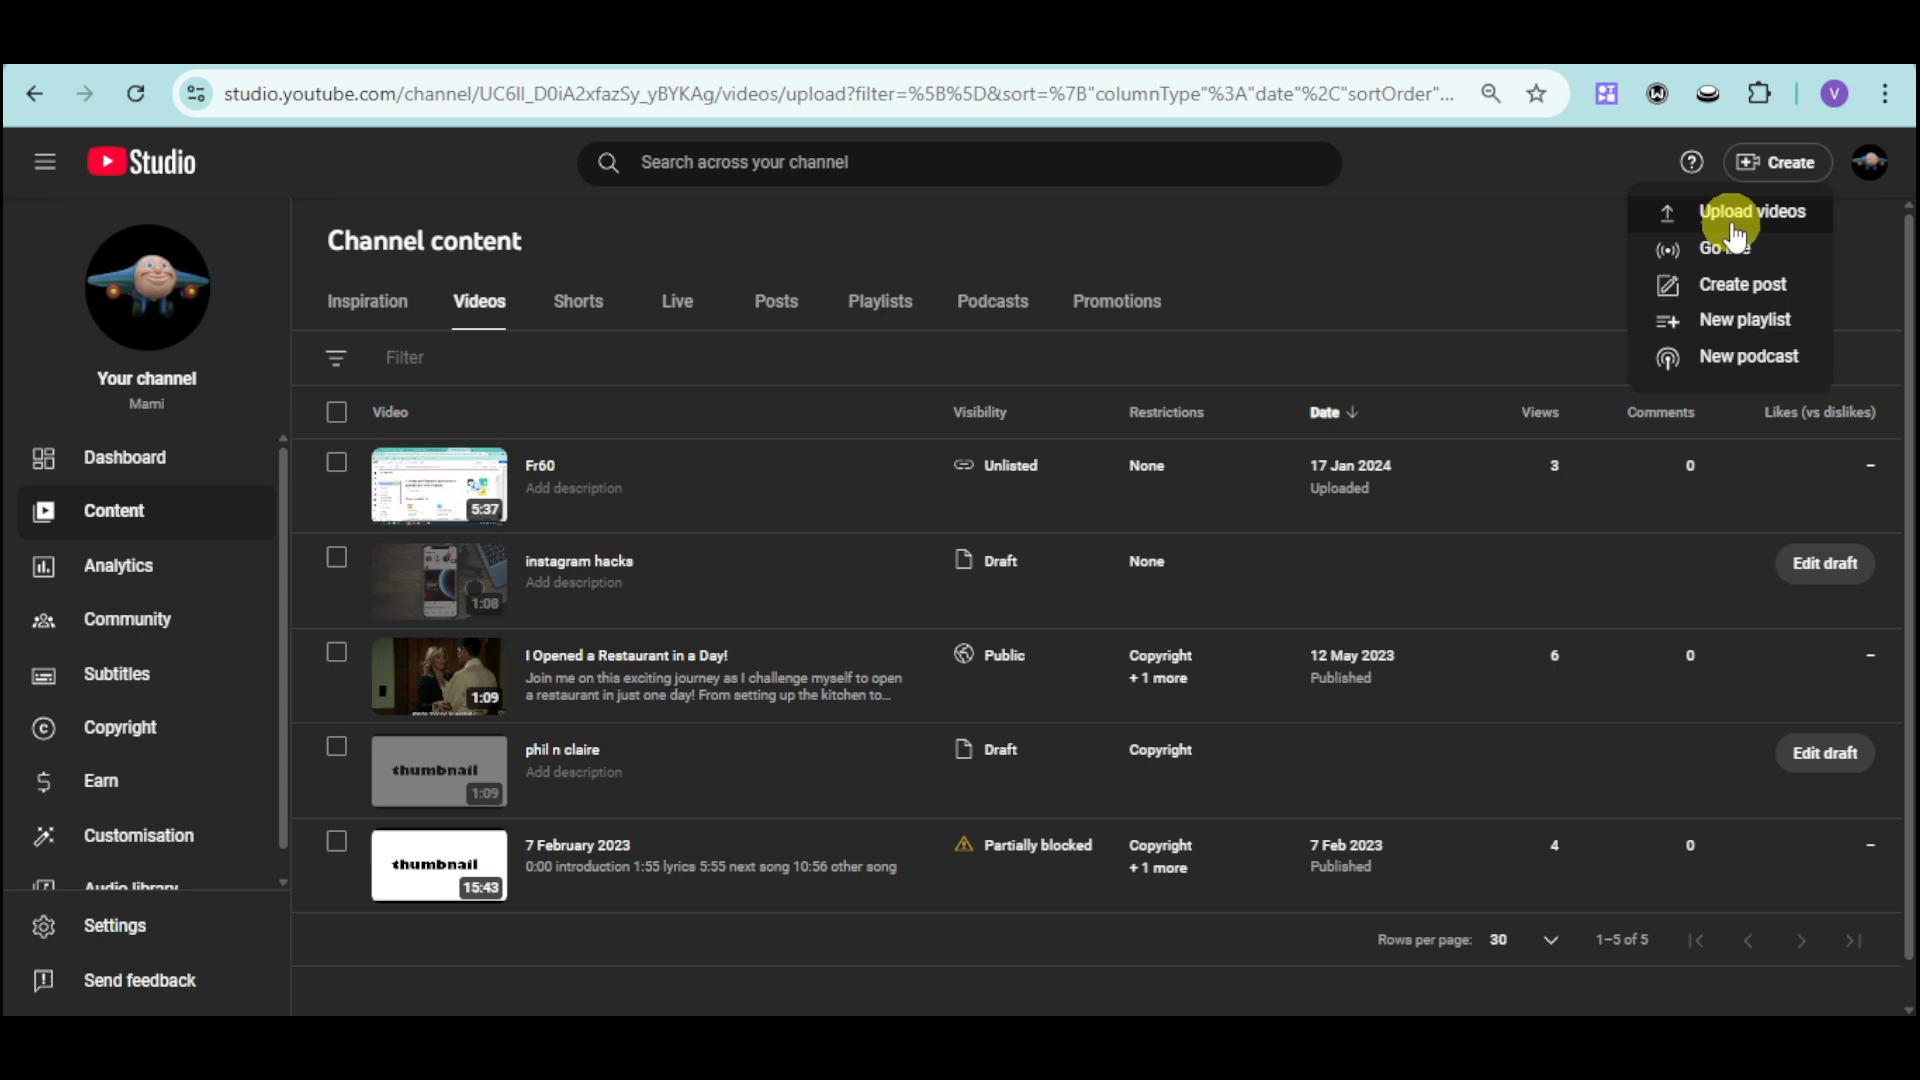 studio.youtube.com/channel/UC6Il_D0iA2xfazSy_yBYKAg/videos/upload?filter=%5B%5D&sort=%7B"columnType"%3A"date"%2C"sortOrder"...
V
Studio
Search across your channel
Create
Upload videos
Go live
Create post
New playlist
New podcast
Your channel
Mami
Dashboard
Content
Analytics
Community
Subtitles
Copyright
Earn
Customisation
Audio library
Settings
Send feedback
Channel content
Inspiration Videos Shorts Live Posts Playlists Podcasts Promotions
Filter
Video Visibility Restrictions Date Views Comments Likes (vs dislikes)
5:37
Fr60 Unlisted None 17 Jan 2024 3 0 –
Add description Uploaded
1:08
instagram hacks Draft None Edit draft
Add description
1:09
I Opened a Restaurant in a Day! Public Copyright 12 May 2023 6 0 –
Join me on this exciting journey as I challenge myself to open +1 more Published
a restaurant in just one day! From setting up the kitchen to...
thumbnail
1:09
phil n claire Draft Copyright Edit draft
Add description
thumbnail
15:43
7 February 2023 Partially blocked Copyright 7 Feb 2023 4 0 –
0:00 introduction 1:55 lyrics 5:55 next song 10:56 other song +1 more Published
Rows per page: 30 1–5 of 5